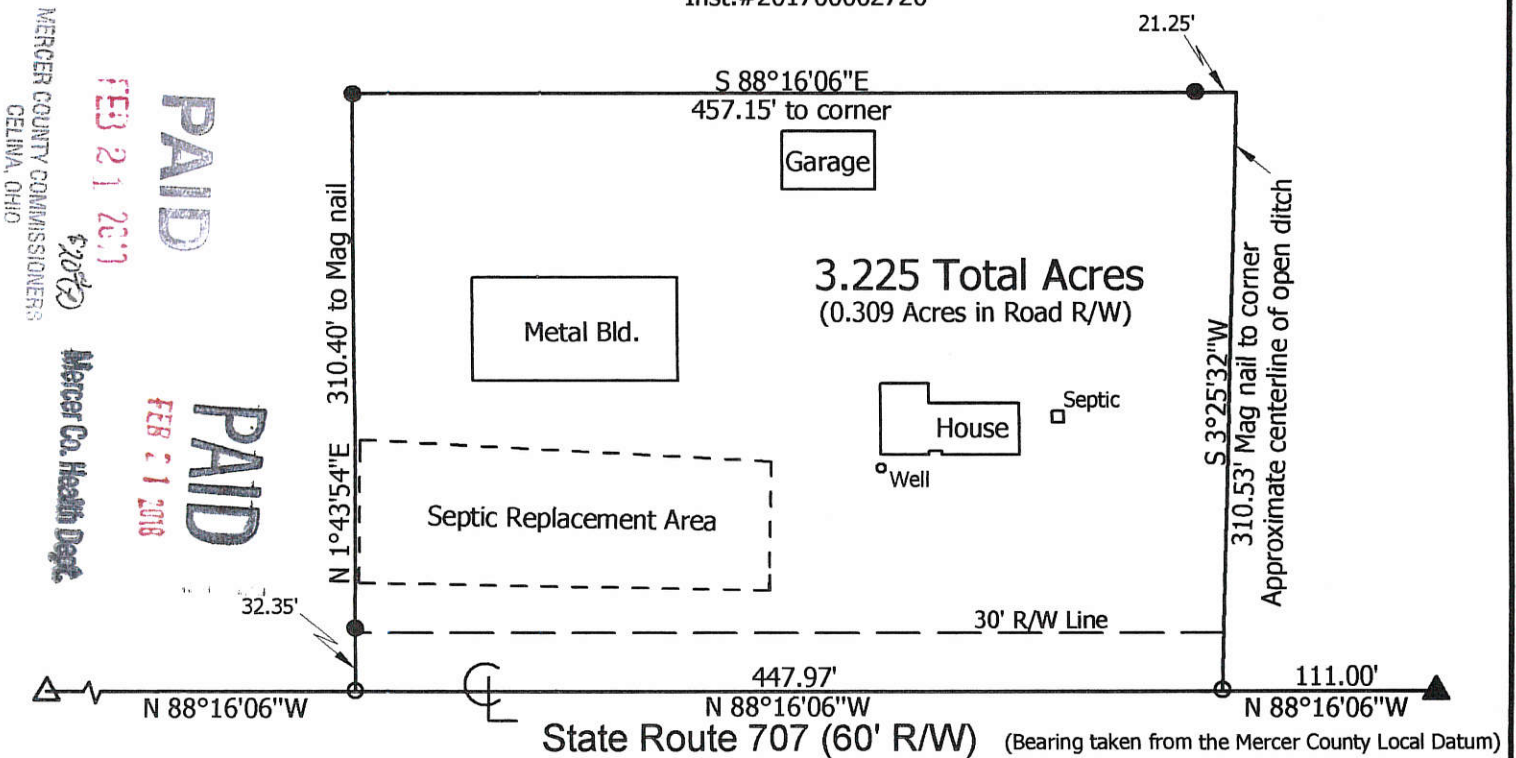 21.25'
S 88°16'06"E
457.15' to corner
Garage
310.40' to Mag nail
N 1°43'54"E
3.225 Total Acres
(0.309 Acres in Road R/W)
Metal Bld.
House
Septic
Well
Septic Replacement Area
S 3°25'32"W
310.53' Mag nail to corner
Approximate centerline of open ditch
32.35'
30' R/W Line
447.97'
111.00'
N 88°16'06"W
N 88°16'06"W
N 88°16'06"W
State Route 707 (60' R/W)
(Bearing taken from the Mercer County Local Datum)
PAID
FEB 21
MERCER COUNTY COMMISSIONERS
CELINA, OHIO
PAID
FEB 21 2018
Mercer Co. Health Dept.